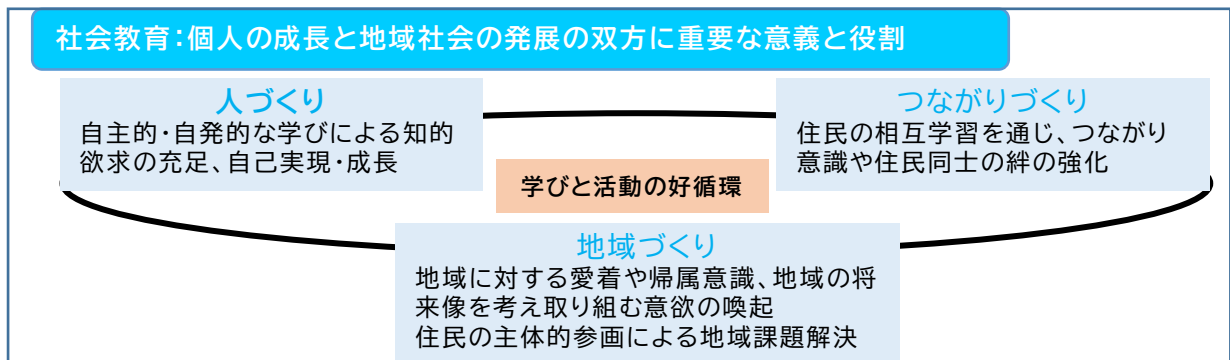 社会教育:個人の成長と地域社会の発展の双方に重要な意義と役割
人づくり
自主的・自発的な学びによる知的
欲求の充足、自己実現・成長
つながりづくり
住民の相互学習を通じ、つながり
意識や住民同士の絆の強化
学びと活動の好循環
地域づくり
地域に対する愛着や帰属意識、地域の将
来像を考え取り組む意欲の喚起
住民の主体的参画による地域課題解決